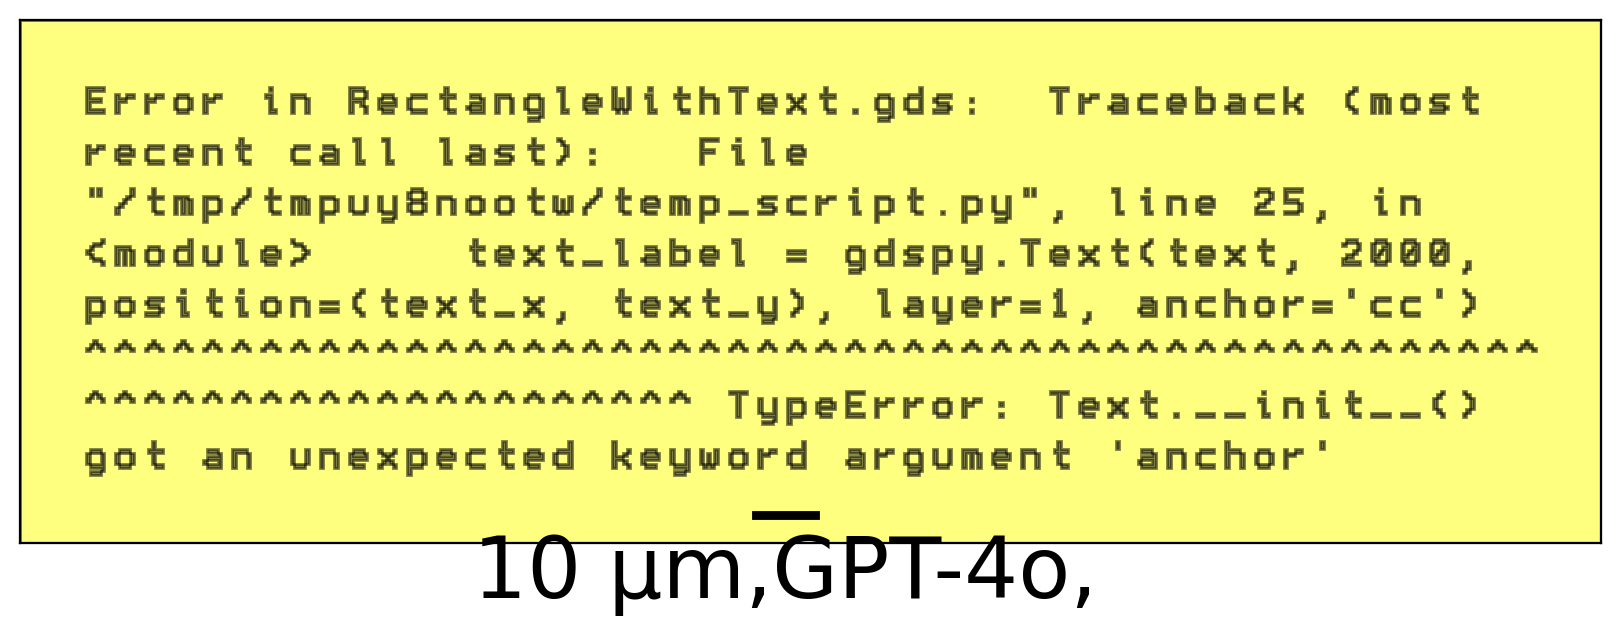 Error in RectangleWithText.gds:  Traceback (most
recent call last):   File
"/tmp/tmpuy8nootw/temp_script.py", line 25, in
<module>     text_label = gdspy.Text(text, 2000,
position=(text_x, text_y), layer=1, anchor='cc')
^^^^^^^^^^^^^^^^^^^^^^^^^^^^^^^^^^^^^^^^^^^^^^^^^^
^^^^^^^^^^^^^^^^^^^^^ TypeError: Text.__init__()
got an unexpected keyword argument 'anchor'
10 μm,GPT-4o,